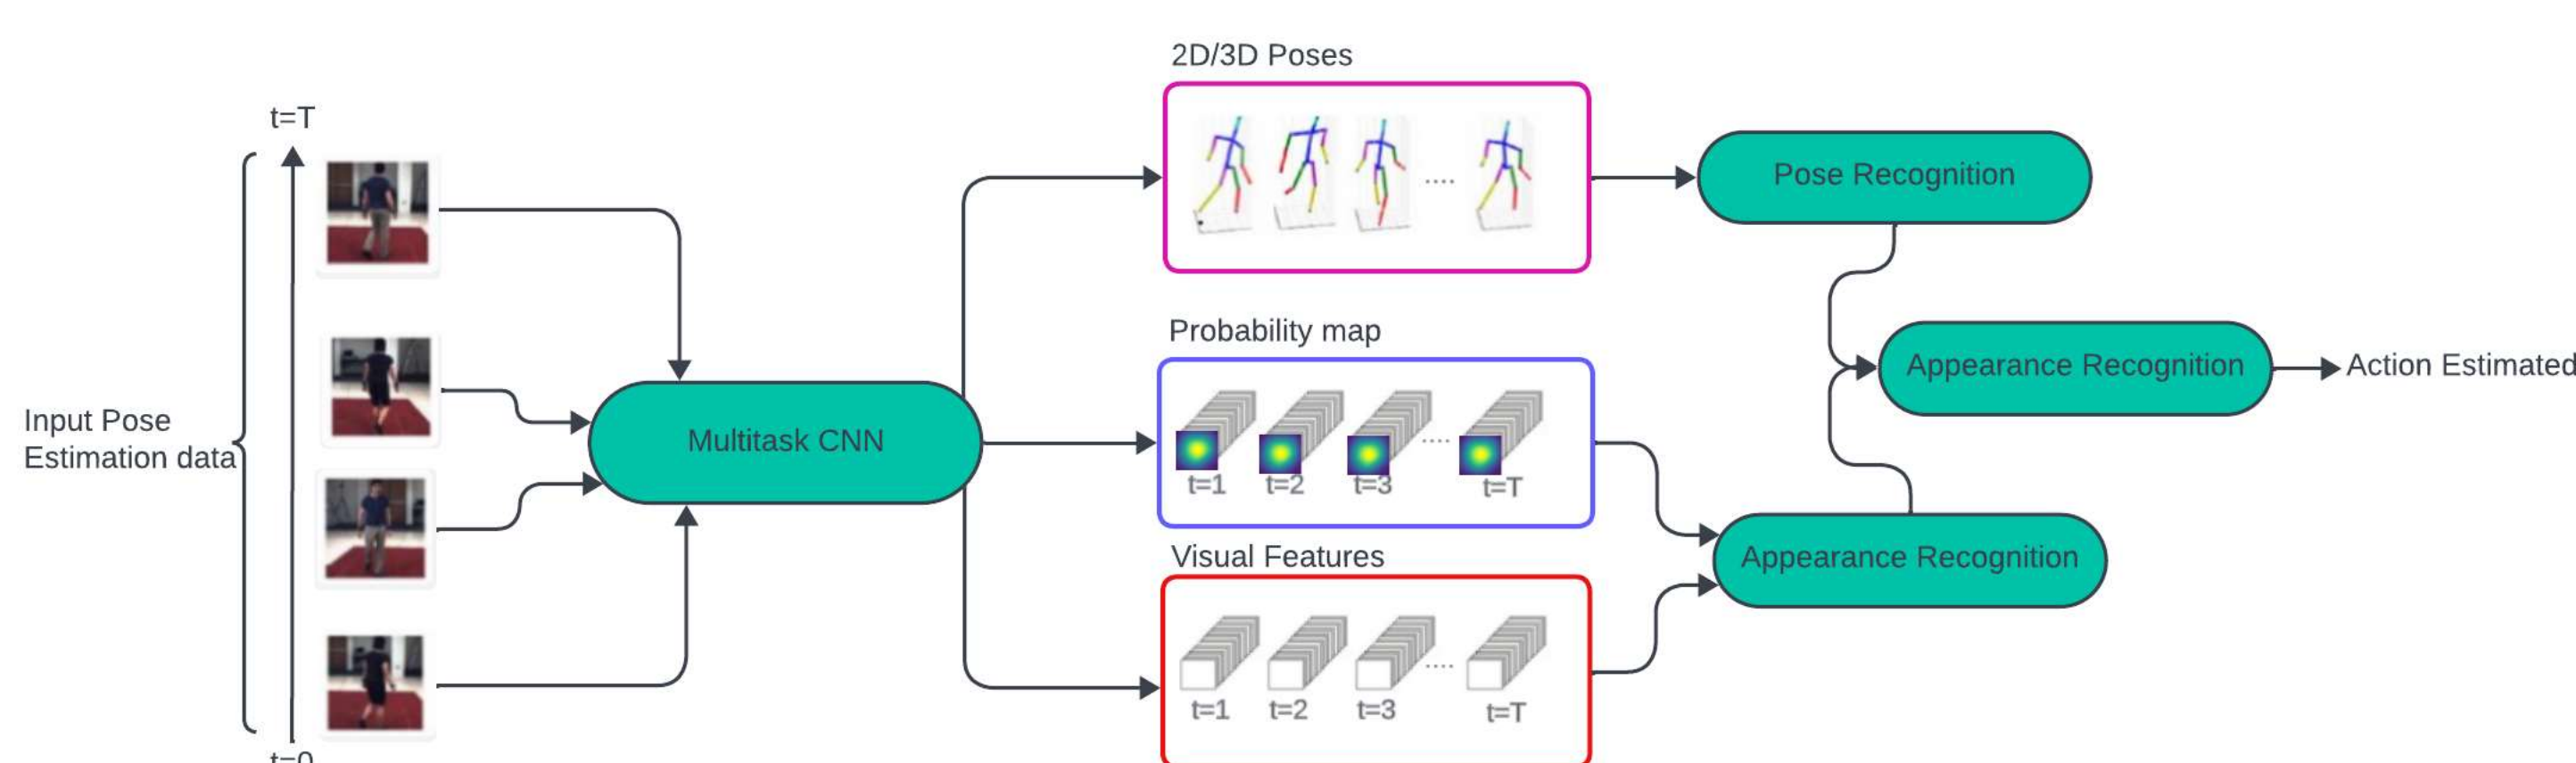 t=T
Input Pose
Estimation data
t=0
Multitask CNN
2D/3D Poses
....
Probability map
t=1 t=2 t=3 .... t=T
Visual Features
t=1 t=2 t=3 .... t=T
Pose Recognition
Appearance Recognition
Appearance Recognition
Action Estimated